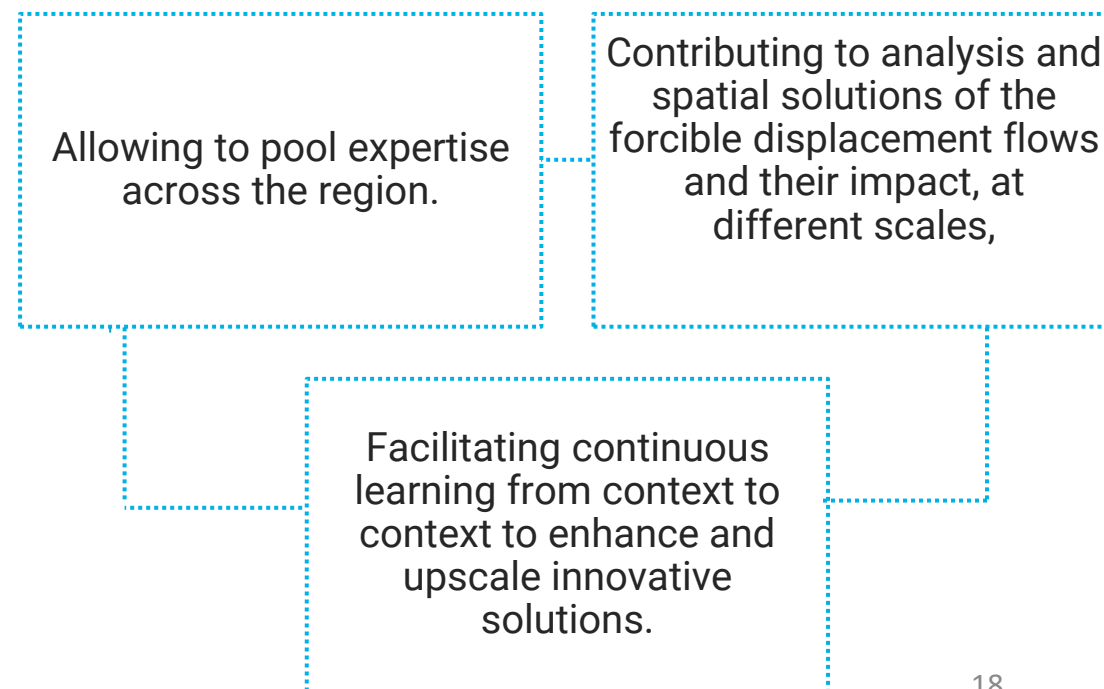 Allowing to pool expertise
across the region.
Contributing to analysis and
spatial solutions of the
forcible displacement flows
and their impact, at
different scales,
Facilitating continuous
learning from context to
context to enhance and
upscale innovative
solutions.
18